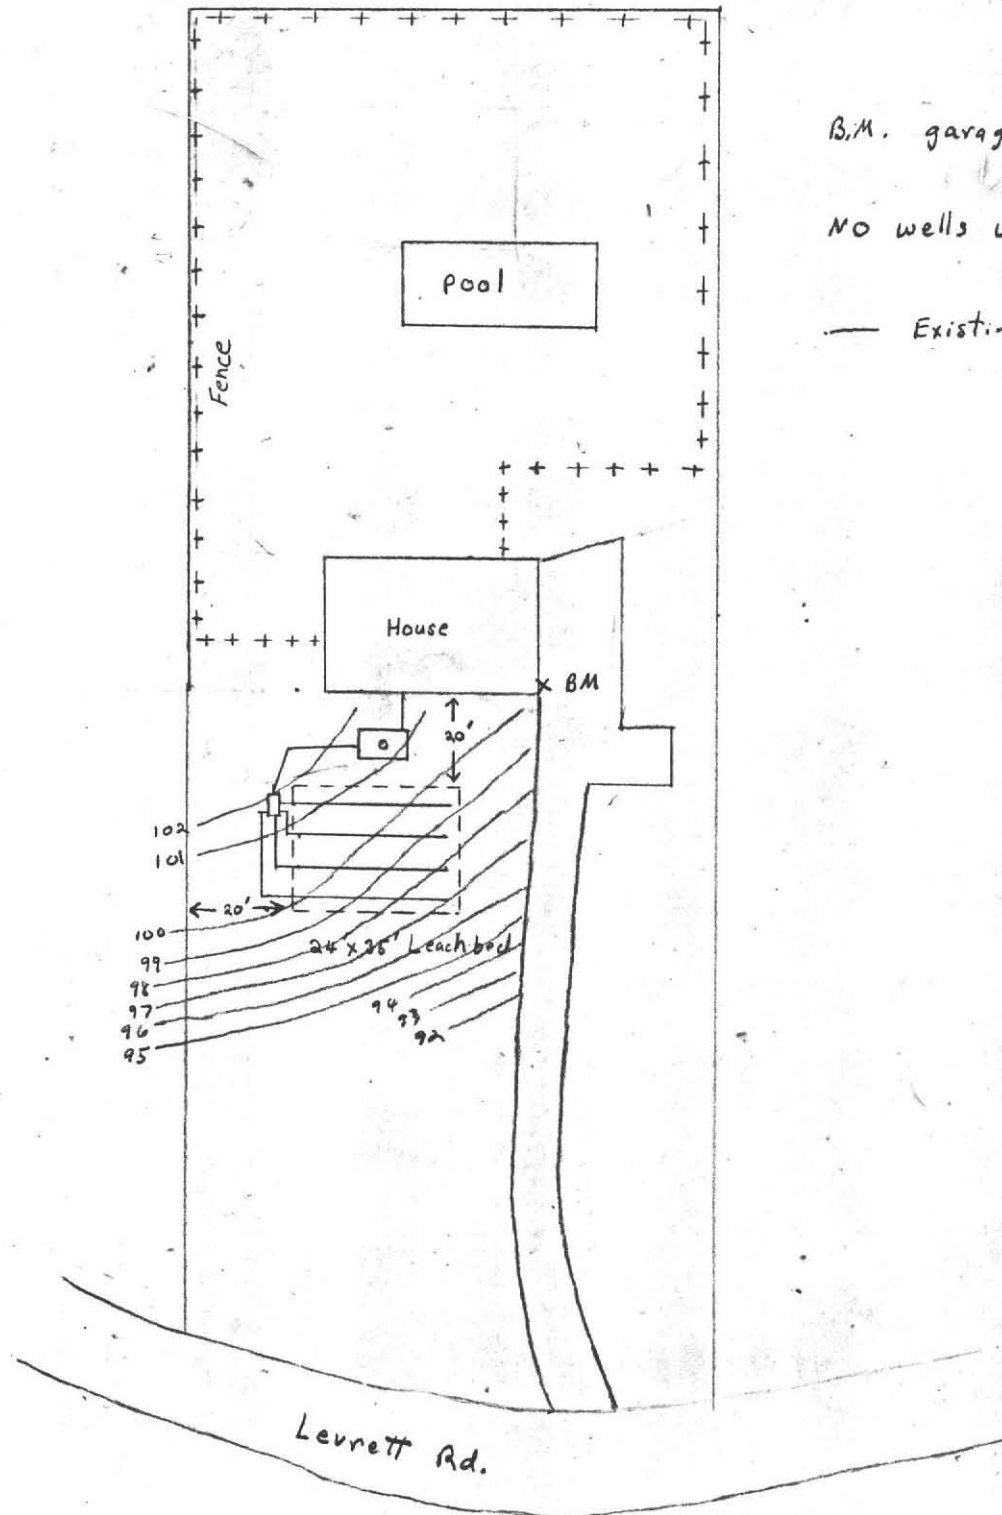 B.M. garag
No wells
Existi
Pool
Fence
House
BM
20'
102
101
20'
100
24' x 35' Leach bed
99
98
97
96
95
94
93
92
Levrett Rd.